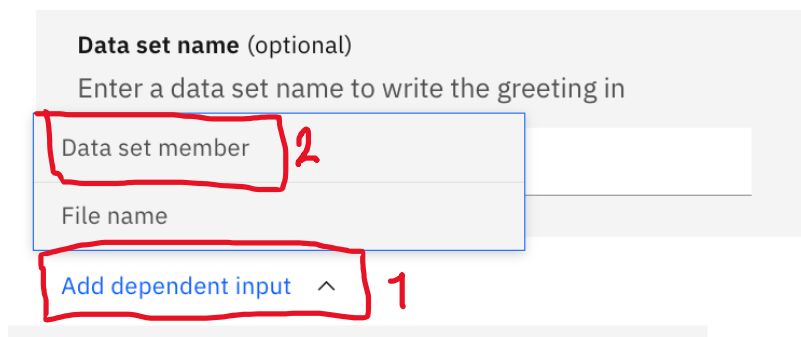 Data set name (optional)
Enter a data set name to write the greeting in
Data set member 2
File name
Add dependent input 1